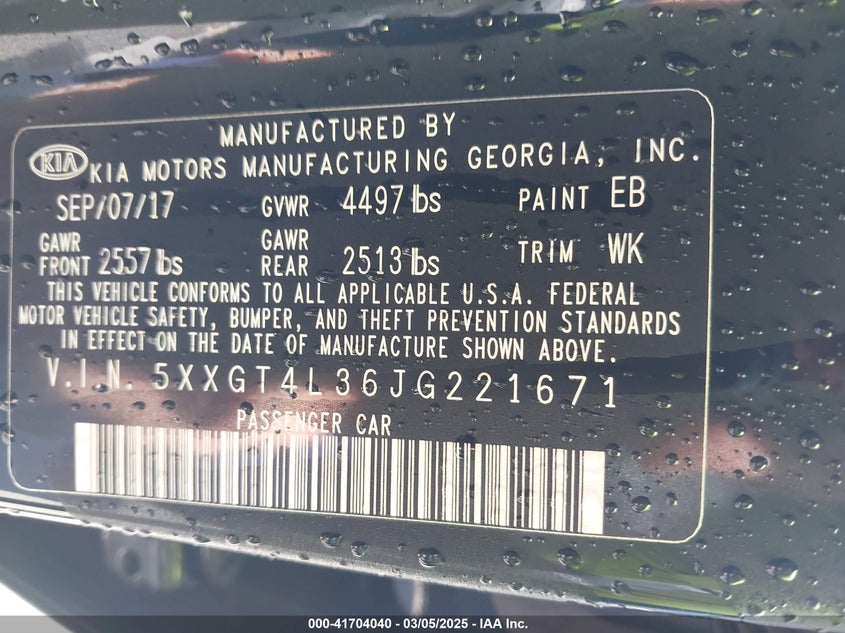 MANUFACTURED BY
KIA KIA MOTORS MANUFACTURING GEORGIA, INC.
SEP/07/17 GVWR 4497 lbs PAINT EB
GAWR FRONT 2557 lbs GAWR REAR 2513 lbs TRIM WK
THIS VEHICLE CONFORMS TO ALL APPLICABLE U.S.A. FEDERAL
MOTOR VEHICLE SAFETY, BUMPER, AND THEFT PREVENTION STANDARDS
IN EFFECT ON THE DATE OF MANUFACTURE SHOWN ABOVE.
V.I.N. 5XXGT4L36JG221671
PASSENGER CAR
000-41704040 - 03/05/2025 - IAA Inc.